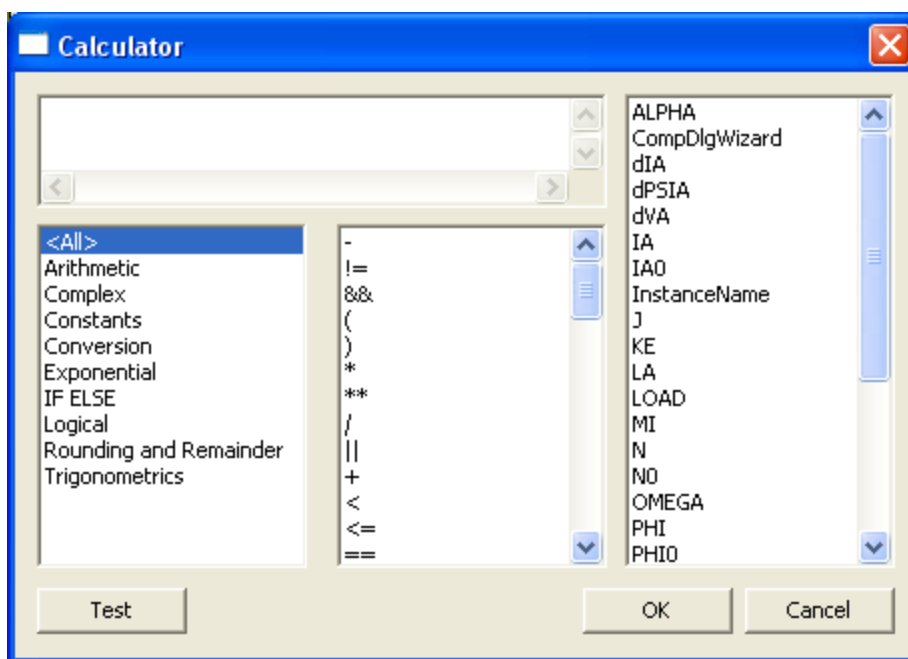 Calculator
<All>
Arithmetic
Complex
Constants
Conversion
Exponential
IF ELSE
Logical
Rounding and Remainder
Trigonometrics
-
!=
&&
(
)
*
**
/
||
+
<
<=
==
ALPHA
CompDlgWizard
dIA
dPSIA
dVA
IA
IA0
InstanceName
J
KE
LA
LOAD
MI
N
N0
OMEGA
PHI
PHI0
Test
OK
Cancel